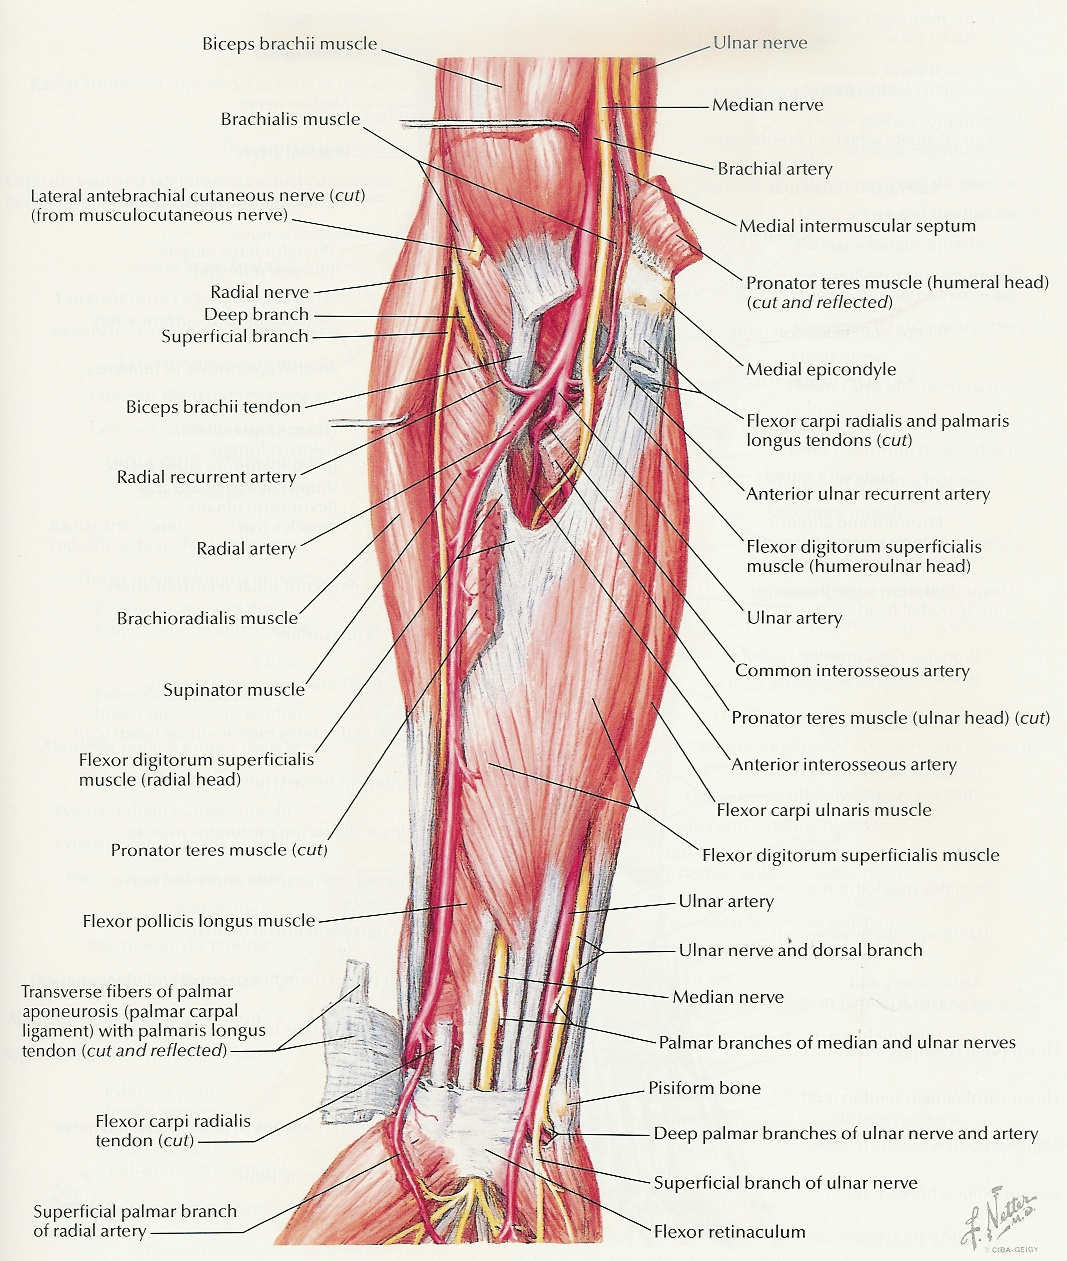 Biceps brachii muscle
Brachialis muscle
Lateral antebrachial cutaneous nerve (cut)
(from musculocutaneous nerve)
Radial nerve
Deep branch
Superficial branch
Biceps brachii tendon
Radial recurrent artery
Radial artery
Brachioradialis muscle
Supinator muscle
Flexor digitorum superficialis
muscle (radial head)
Pronator teres muscle (cut)
Flexor pollicis longus muscle
Transverse fibers of palmar
aponeurosis (palmar carpal
ligament) with palmaris longus
tendon (cut and reflected)
Flexor carpi radialis
tendon (cut)
Superficial palmar branch
of radial artery
Ulnar nerve
Median nerve
Brachial artery
Medial intermuscular septum
Pronator teres muscle (humeral head)
(cut and reflected)
Medial epicondyle
Flexor carpi radialis and palmaris
longus tendons (cut)
Anterior ulnar recurrent artery
Flexor digitorum superficialis
muscle (humeroulnar head)
Ulnar artery
Common interosseous artery
Pronator teres muscle (ulnar head) (cut)
Anterior interosseous artery
Flexor carpi ulnaris muscle
Flexor digitorum superficialis muscle
Ulnar artery
Ulnar nerve and dorsal branch
Median nerve
Palmar branches of median and ulnar nerves
Pisiform bone
Deep palmar branches of ulnar nerve and artery
Superficial branch of ulnar nerve
Flexor retinaculum
F. Netter
M.D.
© CIBA-GEIGY